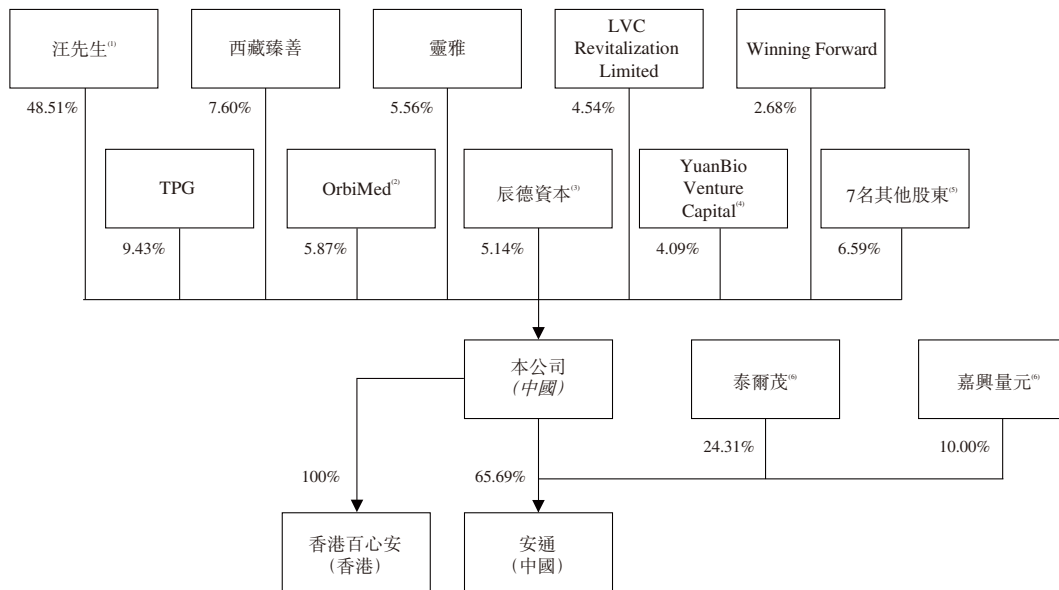 汪先生⁽¹⁾
西藏臻善
靈雅
LVC
Revitalization
Limited
Winning Forward
48.51%
7.60%
5.56%
4.54%
2.68%
TPG
OrbiMed⁽²⁾
辰德資本⁽³⁾
YuanBio
Venture
Capital⁽⁴⁾
7名其他股東⁽⁵⁾
9.43%
5.87%
5.14%
4.09%
6.59%
本公司
(中國)
泰爾茂⁽⁶⁾
嘉興量元⁽⁶⁾
24.31%
10.00%
100%
65.69%
香港百心安
(香港)
安通
(中國)